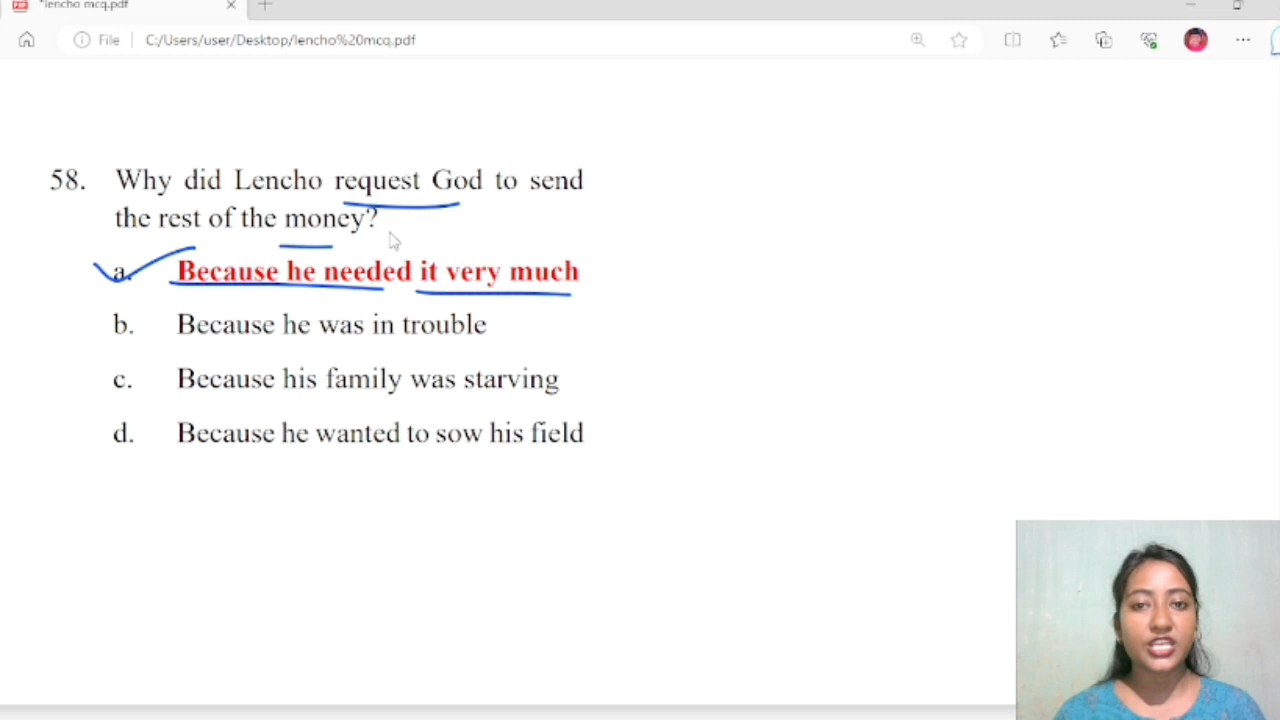 *lencho mcq.pdf
File C:/Users/user/Desktop/lencho%20mcq.pdf
58. Why did Lencho request God to send
the rest of the money?
a. Because he needed it very much
b. Because he was in trouble
c. Because his family was starving
d. Because he wanted to sow his field